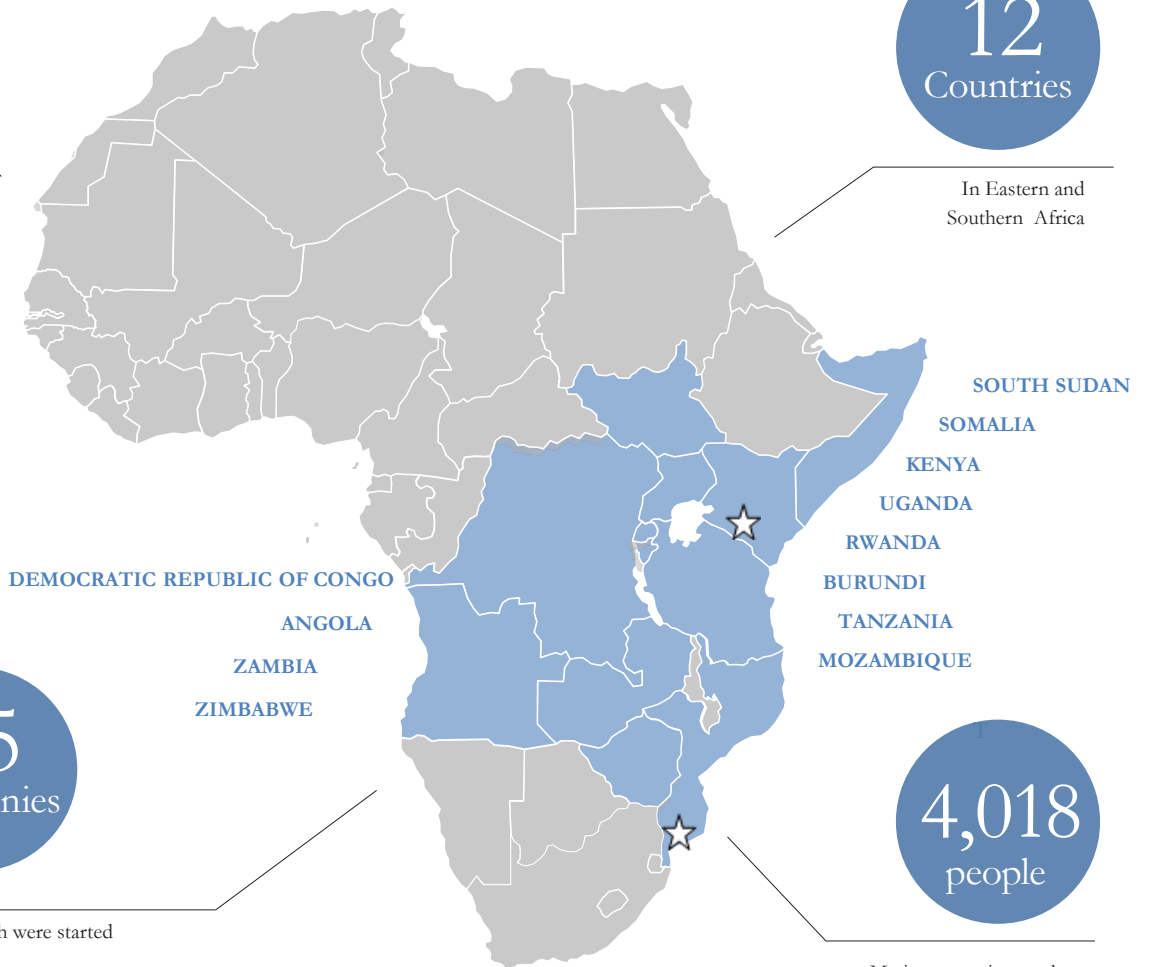 12
Countries
In Eastern and
Southern Africa
SOUTH SUDAN
SOMALIA
KENYA
UGANDA
RWANDA
BURUNDI
TANZANIA
MOZAMBIQUE
DEMOCRATIC REPUBLIC OF CONGO
ANGOLA
ZAMBIA
ZIMBABWE
5
nies
were started
T
4,018
people